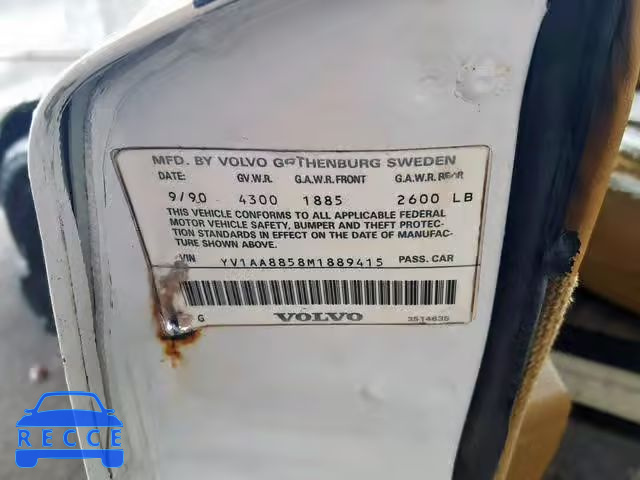 MFD. BY VOLVO GOTHENBURG SWEDEN
DATE: G.V.W.R. G.A.W.R. FRONT G.A.W.R. REAR
9/90 4300 1885 2600 LB
THIS VEHICLE CONFORMS TO ALL APPLICABLE FEDERAL
MOTOR VEHICLE SAFETY, BUMPER AND THEFT PROTEC-
TION STANDARDS IN EFFECT ON THE DATE OF MANUFAC-
TURE SHOWN ABOVE.
VIN YV1AA8858M1889415 PASS. CAR
G VOLVO 3514635
RECCE